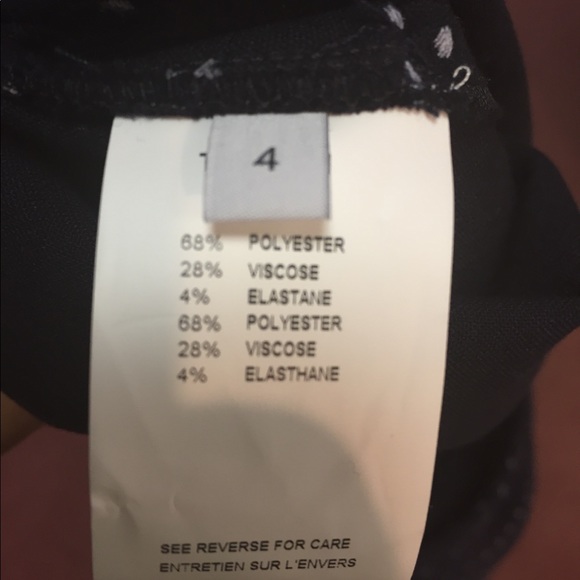 4
68% POLYESTER
28% VISCOSE
4% ELASTANE
68% POLYESTER
28% VISCOSE
4% ELASTHANE
SEE REVERSE FOR CARE
ENTRETIEN SUR L'ENVERS